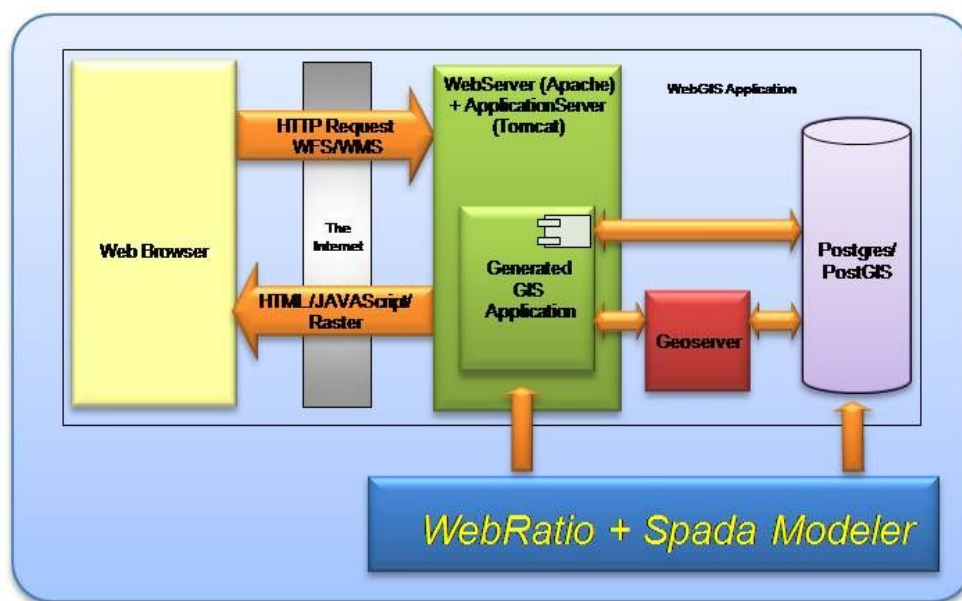 WebServer (Apache)
+ ApplicationServer
(Tomcat)
WebGIS Application
HTTP Request
WFS/WMS
Web Browser
The
Internet
Generated
GIS
Application
Postgres/
PostGIS
HTML/JAVAScript/
Raster
Geoserver
WebRatio + Spada Modeler